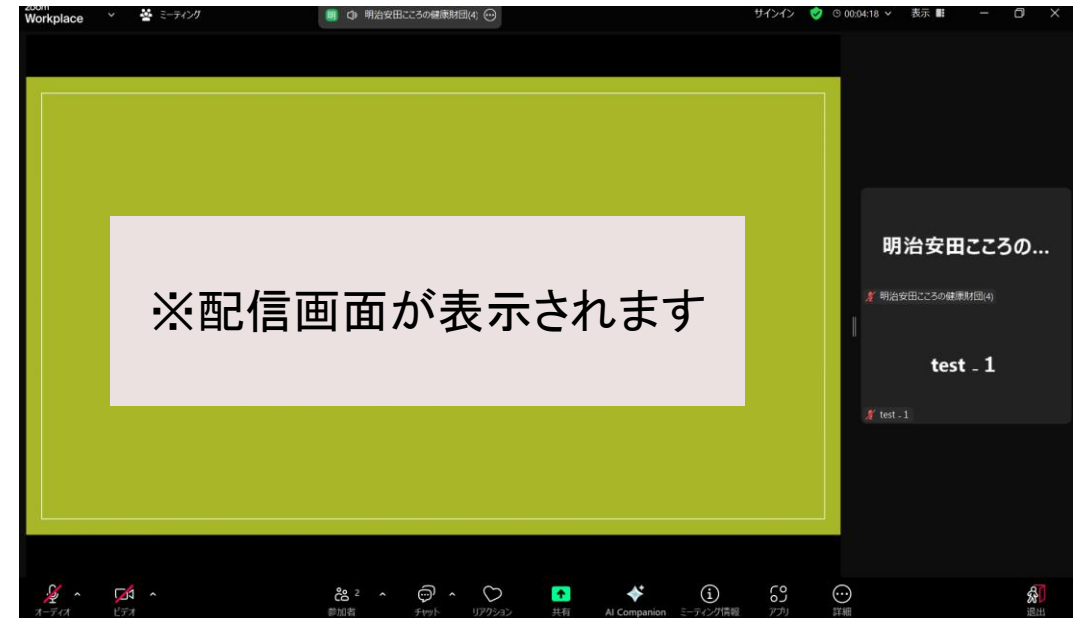 zoom
Workplace
ミーティング
明 明治安田こころの健康財団(4)
サインイン
00:04:18
表示
※配信画面が表示されます
明治安田こころの...
明治安田こころの健康財団(4)
test - 1
test - 1
オーディオ
ビデオ
2
参加者
チャット
リアクション
共有
AI Companion
ミーティング情報
アプリ
詳細
退出